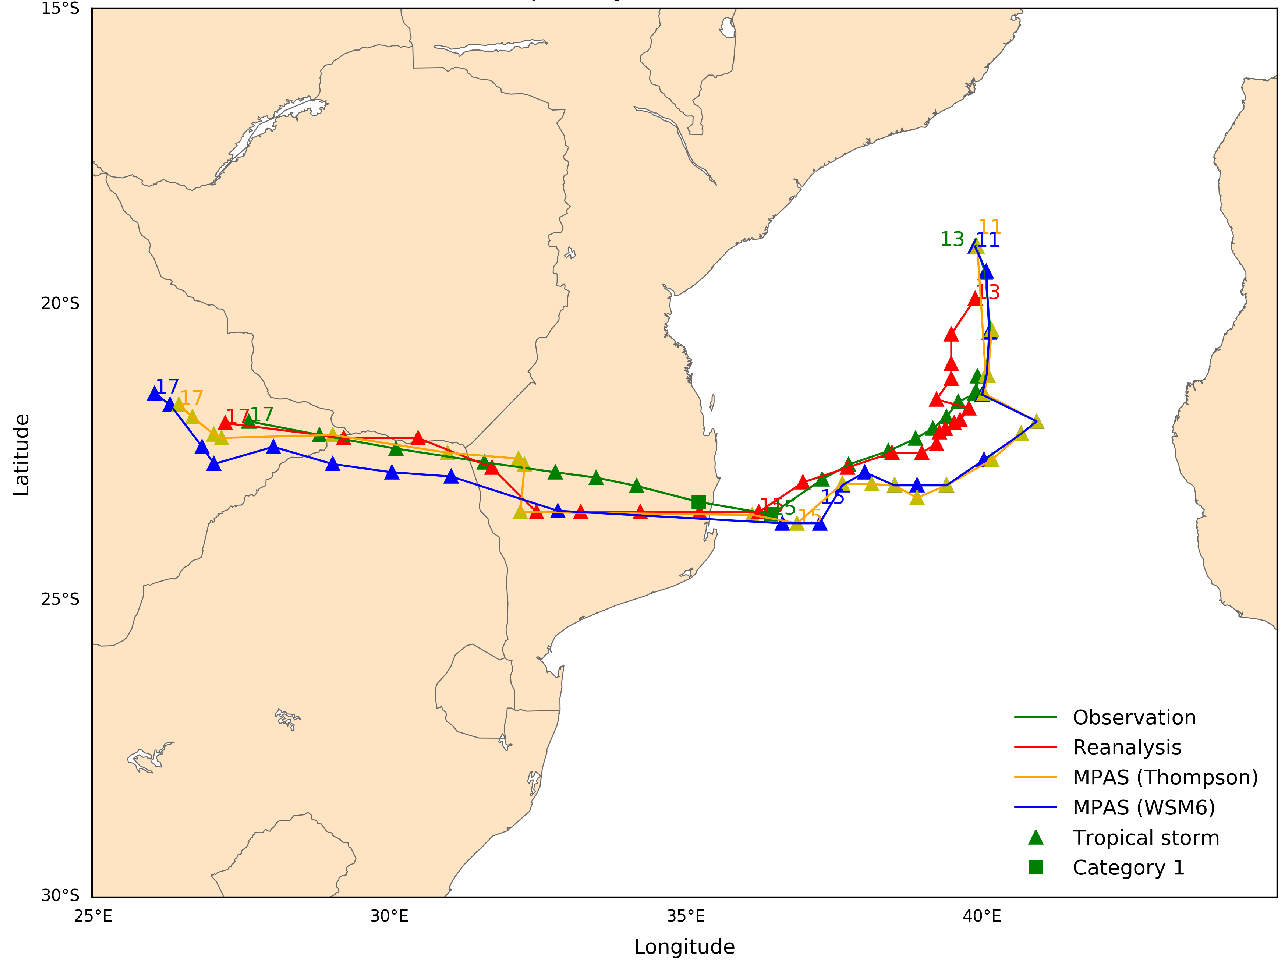 15°S
20°S
25°S
30°S
25°E
30°E
35°E
40°E
Longitude
Latitude
11
13
11
13
17
17
17
17
15
15
15
Observation
Reanalysis
MPAS (Thompson)
MPAS (WSM6)
Tropical storm
Category 1